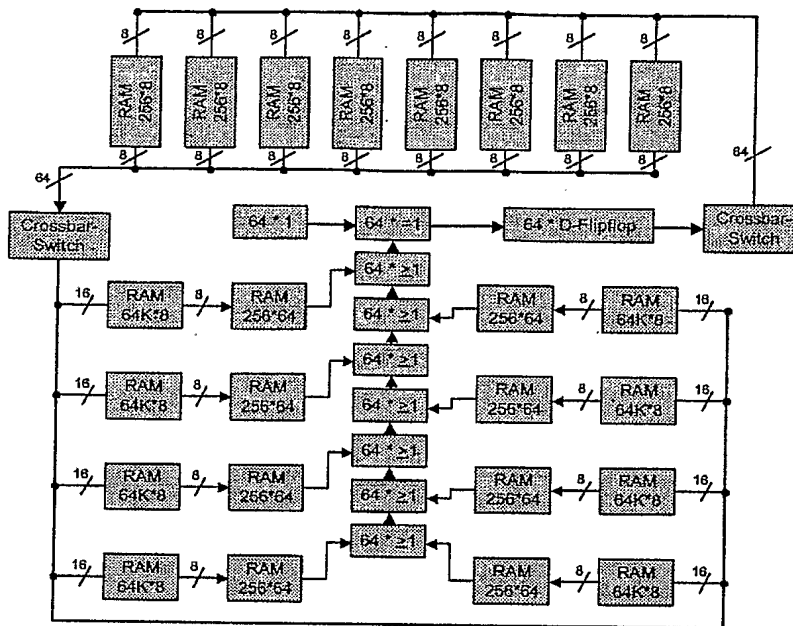 8 8 8 8 8 8 8 8
RAM 256*8 RAM 256*8 RAM 256*8 RAM 256*8 RAM 256*8 RAM 256*8 RAM 256*8 RAM 256*8
8 8 8 8 8 8 8 8
64 64
Crossbar-Switch 64 * 1 64 * =1 64 * D-Flipflop Crossbar-Switch
64 * ≥1
16 RAM 64K*8 8 RAM 256*64
64 * ≥1
RAM 256*64 8 RAM 64K*8 16
64 * ≥1
16 RAM 64K*8 8 RAM 256*64
64 * ≥1
RAM 256*64 8 RAM 64K*8 16
64 * ≥1
16 RAM 64K*8 8 RAM 256*64
64 * ≥1
RAM 256*64 8 RAM 64K*8 16
64 * ≥1
16 RAM 64K*8 8 RAM 256*64
RAM 256*64 8 RAM 64K*8 16